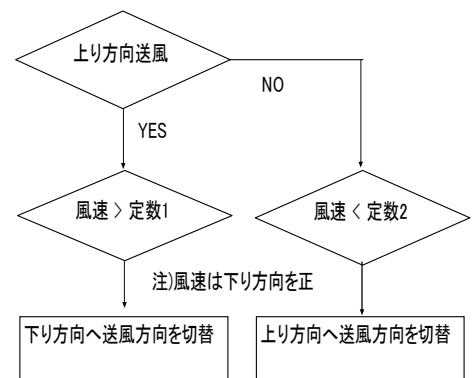 上り方向送風
NO
YES
風速 > 定数1
風速 < 定数2
注)風速は下り方向を正
下り方向へ送風方向を切替
上り方向へ送風方向を切替